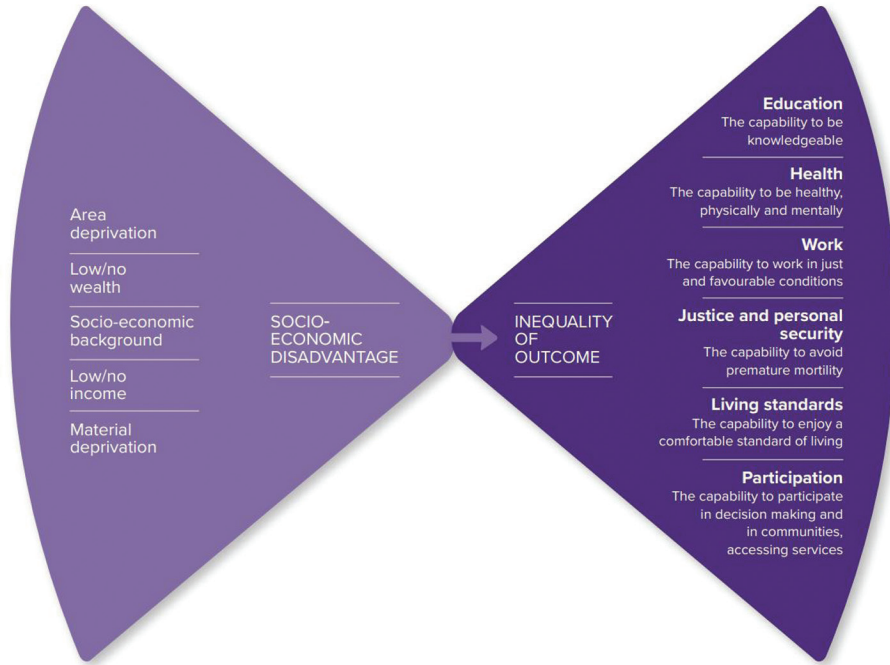 Area
deprivation
Low/no
wealth
Socio-economic
background
Low/no
income
Material
deprivation
SOCIO-
ECONOMIC
DISADVANTAGE
INEQUALITY
OF
OUTCOME
Education
The capability to be
knowledgeable
Health
The capability to be healthy,
physically and mentally
Work
The capability to work in just
and favourable conditions
Justice and personal
security
The capability to avoid
premature mortility
Living standards
The capability to enjoy a
comfortable standard of living
Participation
The capability to participate
in decision making and
in communities,
accessing services